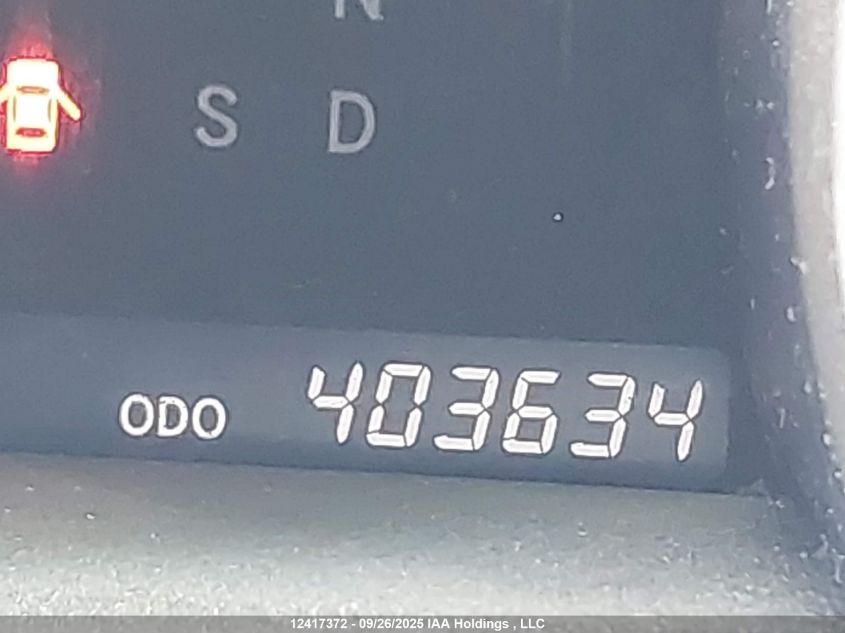 N
S D
ODO 403634
12417372 - 09/26/2025 IAA Holdings , LLC